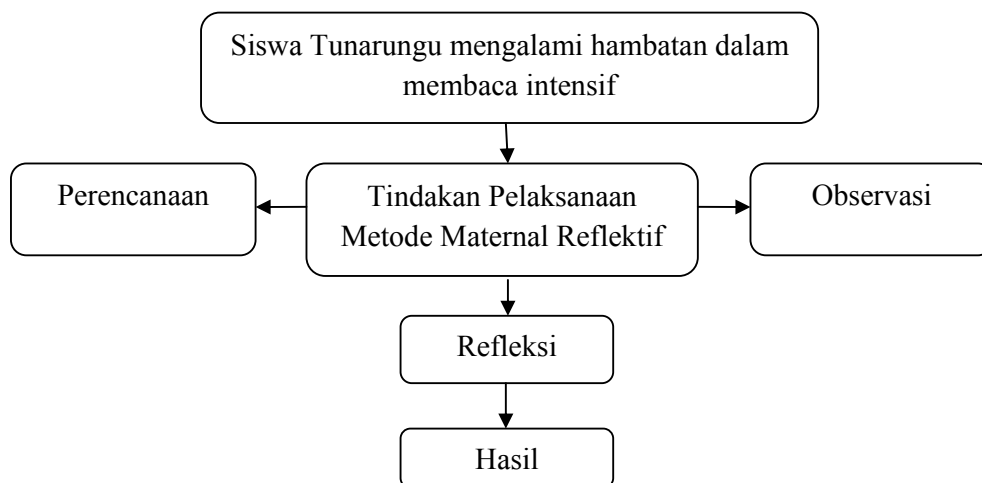 Siswa Tunarungu mengalami hambatan dalam
membaca intensif
Perencanaan
Tindakan Pelaksanaan
Metode Maternal Reflektif
Observasi
Refleksi
Hasil